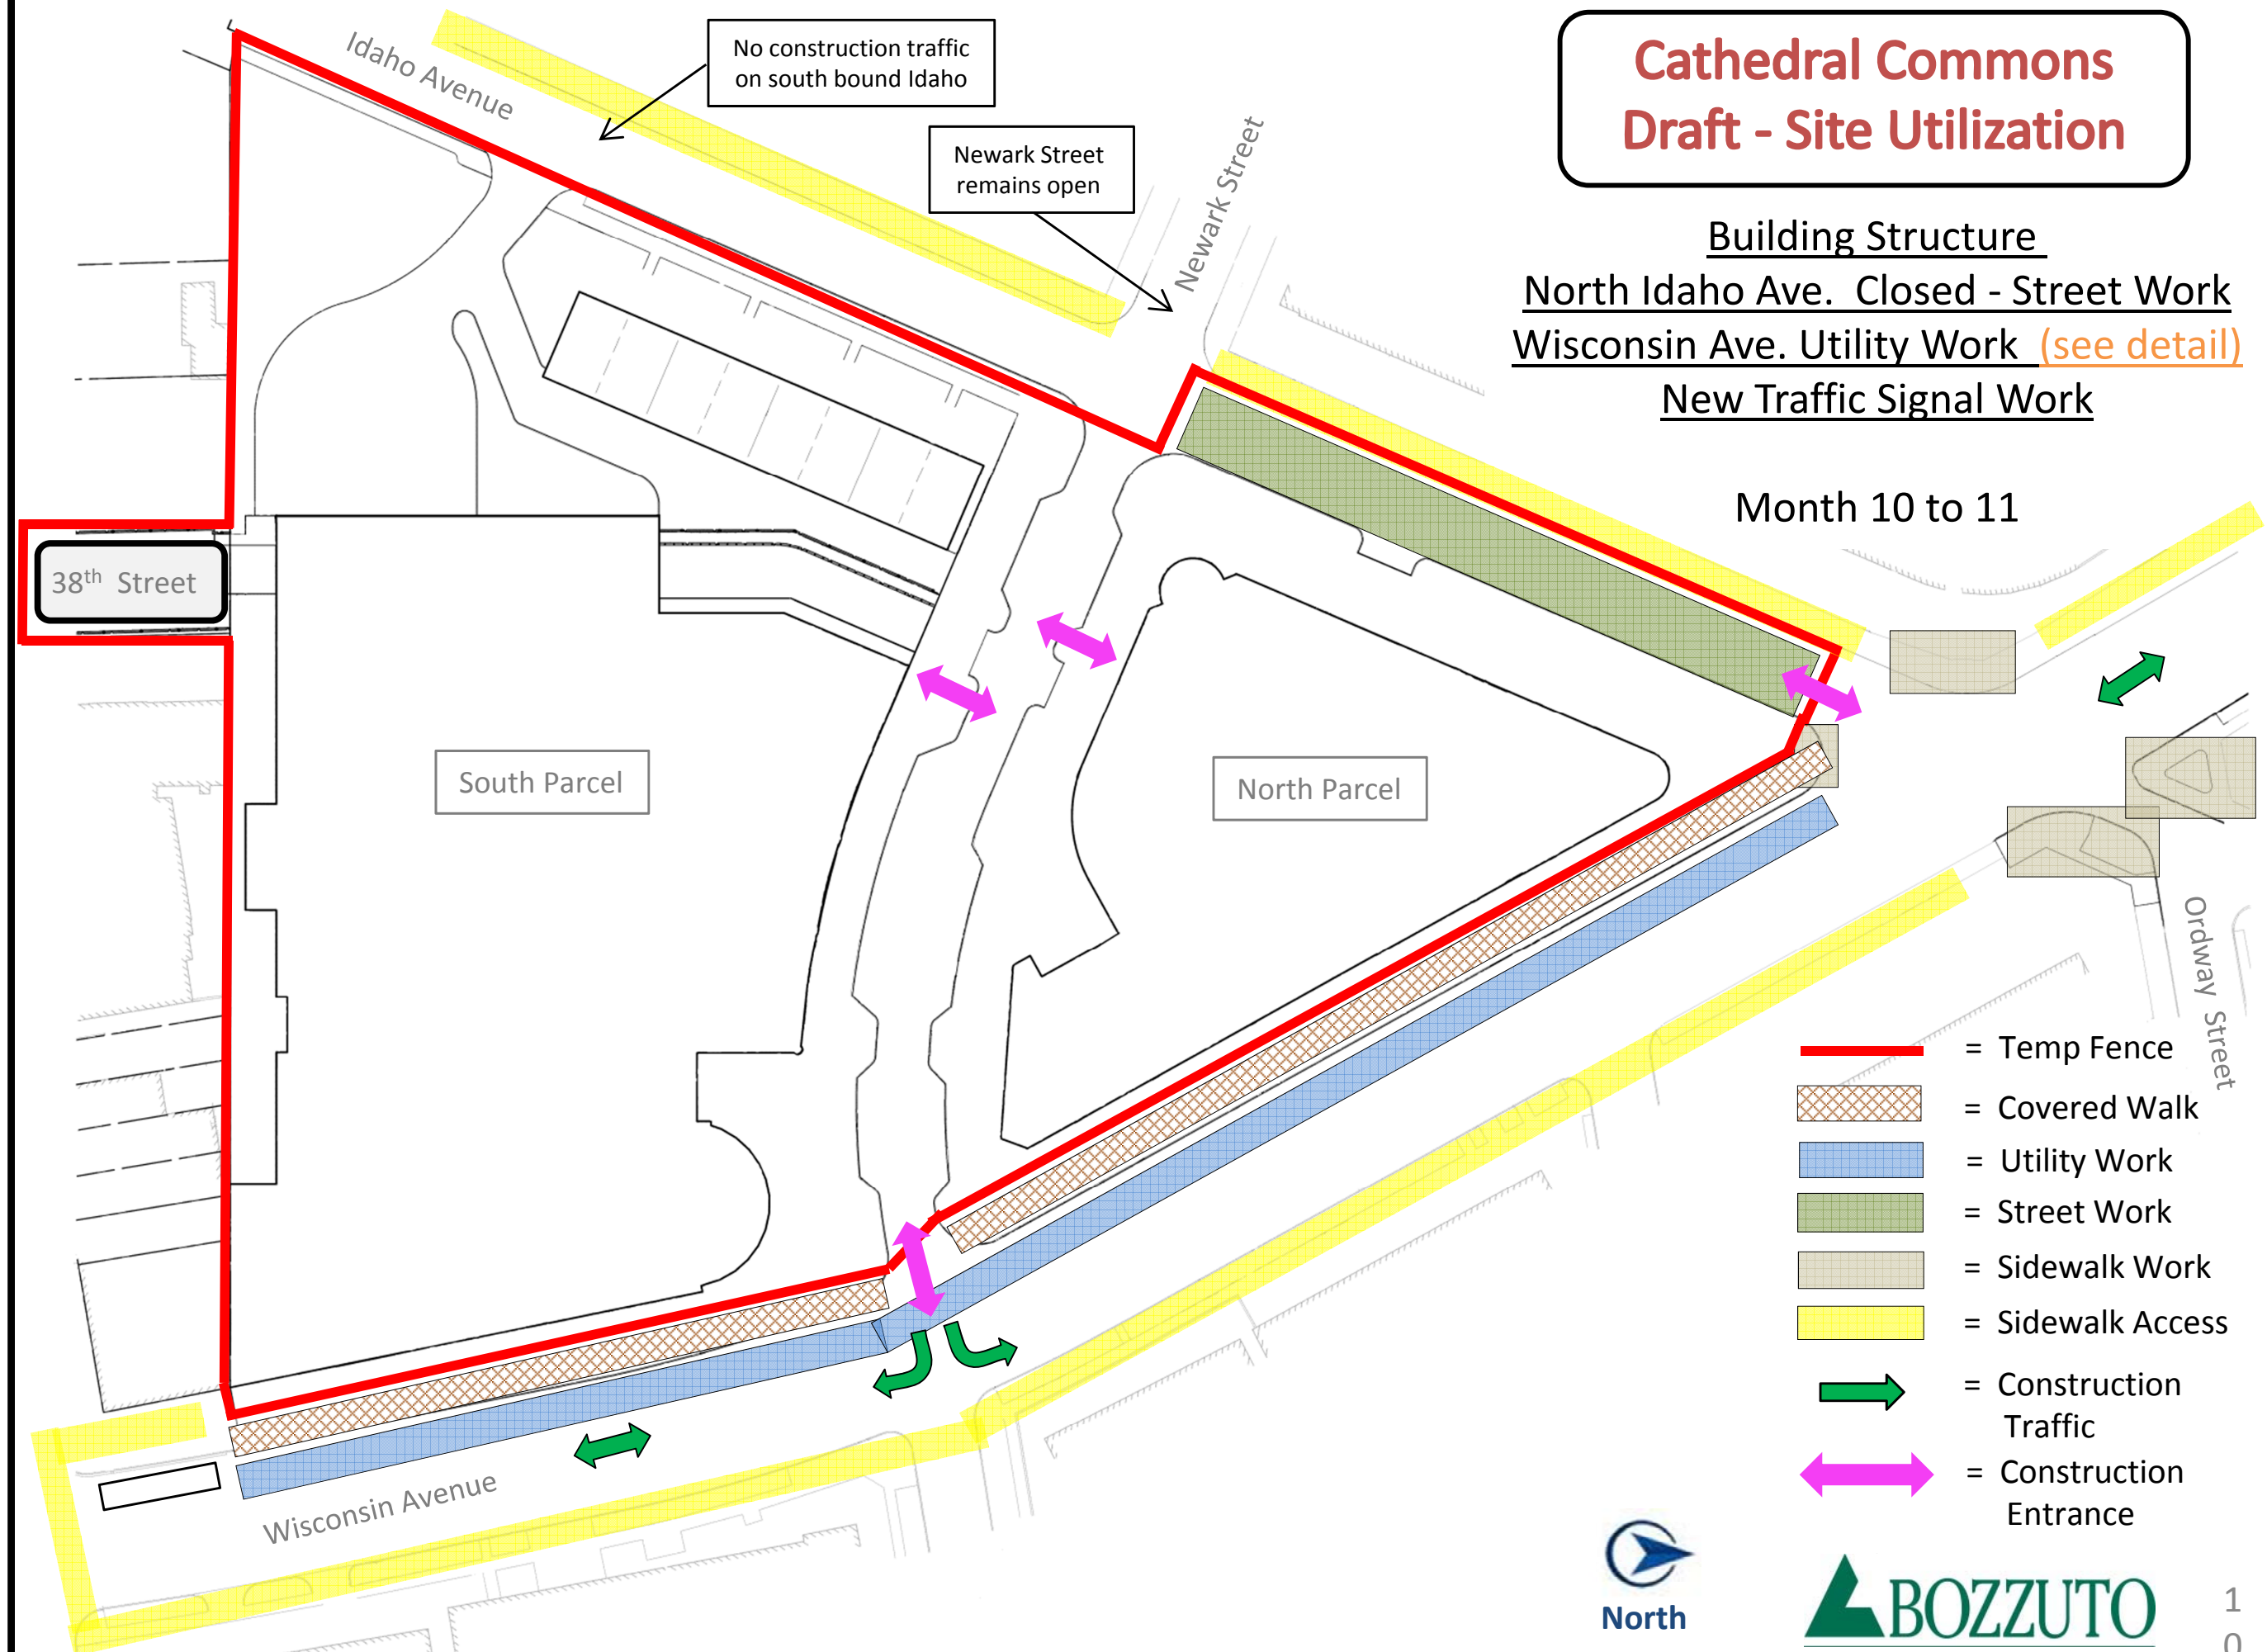 Cathedral Commons
Draft - Site Utilization
Building Structure
North Idaho Ave.  Closed - Street Work
Wisconsin Ave. Utility Work  (see detail)
New Traffic Signal Work
Month 10 to 11
No construction traffic
on south bound Idaho
Newark Street
remains open
Idaho Avenue
Newark Street
38th Street
South Parcel
North Parcel
Ordway Street
Wisconsin Avenue
= Temp Fence
= Covered Walk
= Utility Work
= Street Work
= Sidewalk Work
= Sidewalk Access
= Construction
Traffic
= Construction
Entrance
North
BOZZUTO
1
0